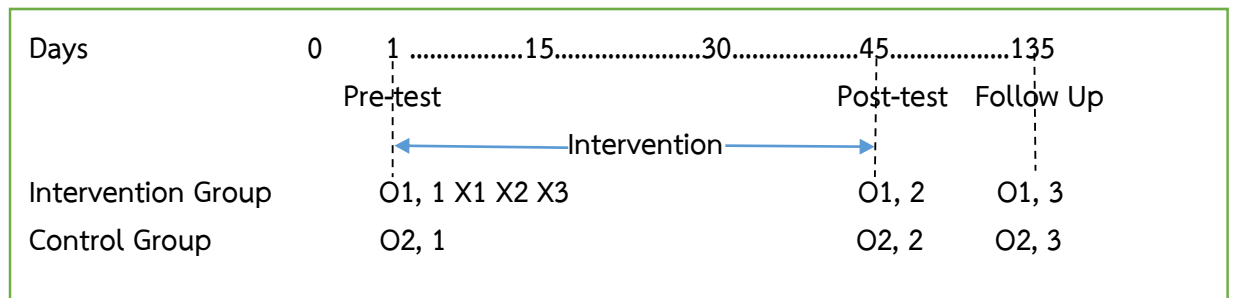 Days 0 1 .................15......................30...................45..................135
Pre-test Post-test Follow Up
Intervention
Intervention Group O1, 1 X1 X2 X3 O1, 2 O1, 3
Control Group O2, 1 O2, 2 O2, 3